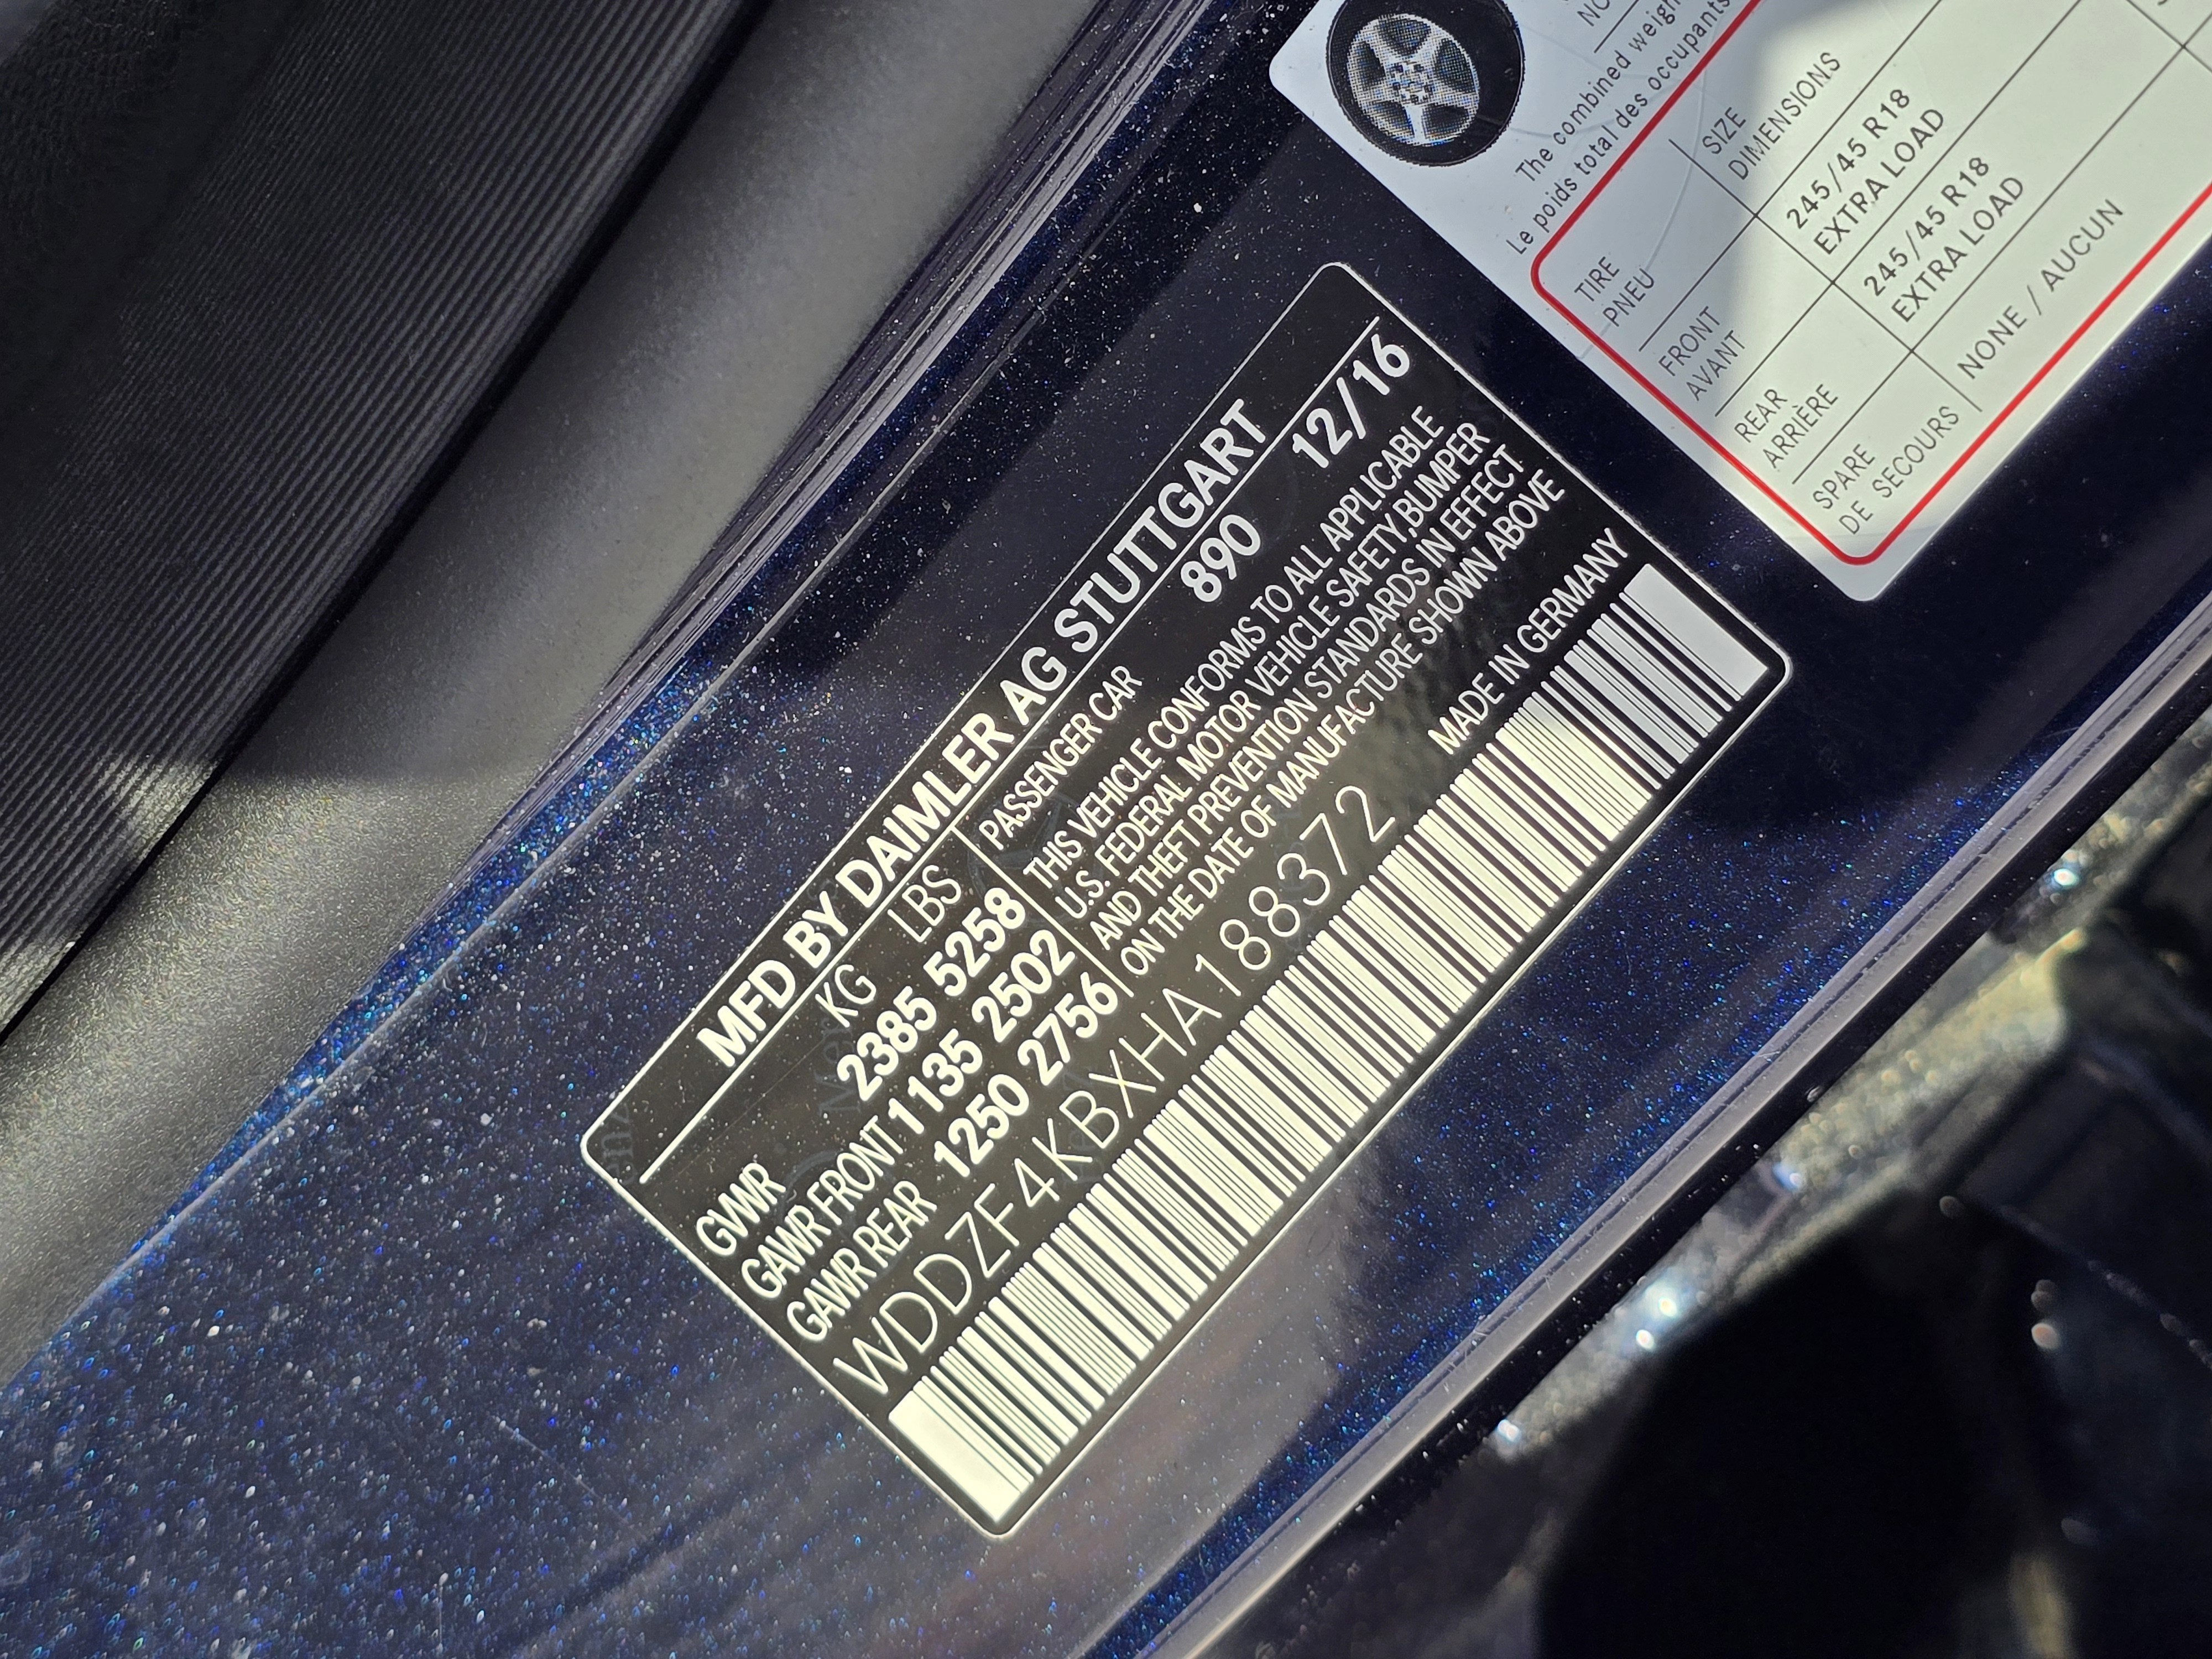 MFD BY DAIMLER AG STUTTGART
KG LBS
890 12/16
GVWR 2385 5258
GAWR FRONT 1135 2502
GAWR REAR 1250 2756
PASSENGER CAR
THIS VEHICLE CONFORMS TO ALL APPLICABLE
U.S. FEDERAL MOTOR VEHICLE SAFETY,BUMPER
AND THEFT PREVENTION STANDARDS IN EFFECT
ON THE DATE OF MANUFACTURE SHOWN ABOVE
MADE IN GERMANY
WDDZF4KBXHA188372
The combined weigh
Le poids total des occupants
TIRE
PNEU
SIZE
DIMENSIONS
FRONT
AVANT
245/45 R18
EXTRA LOAD
REAR
ARRIÈRE
245/45 R18
EXTRA LOAD
SPARE
DE SECOURS
NONE / AUCUN